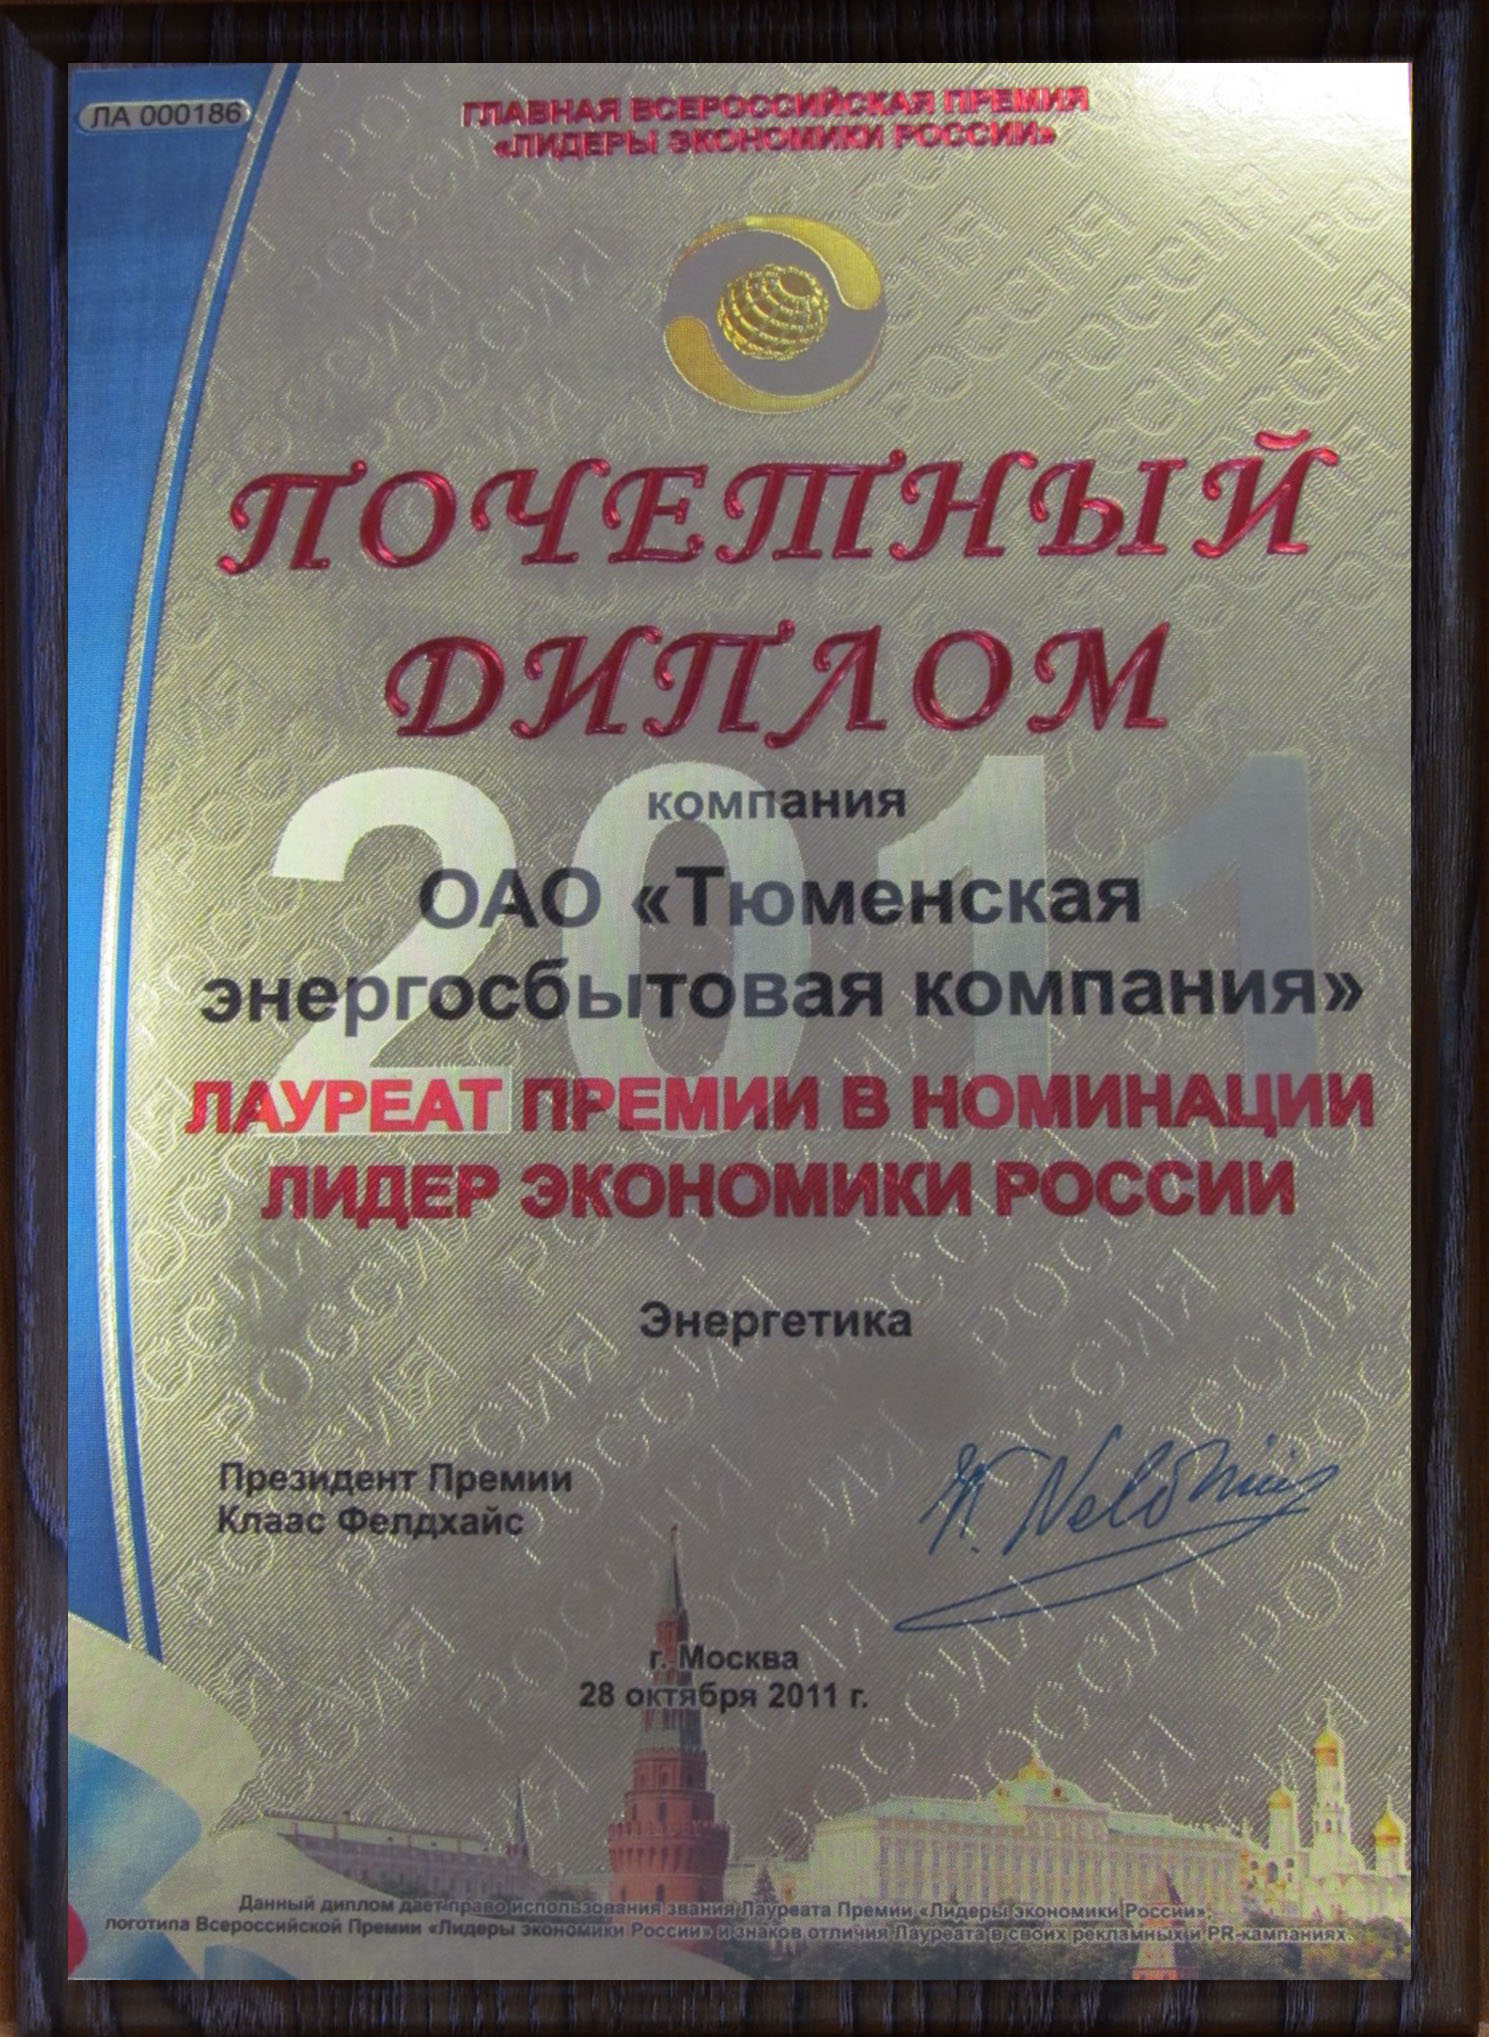 ЛА 000186
ГЛАВНАЯ ВСЕРОССИЙСКАЯ ПРЕМИЯ
«ЛИДЕРЫ ЭКОНОМИКИ РОССИИ»
ПОЧЕТНЫЙ
ДИПЛОМ
2011
компания
ОАО «Тюменская
энергосбытовая компания»
ЛАУРЕАТ ПРЕМИИ В НОМИНАЦИИ
ЛИДЕР ЭКОНОМИКИ РОССИИ
Энергетика
Президент Премии
Клаас Фелдхайс
г. Москва
28 октября 2011 г.
Данный диплом дает право использования звания Лауреата Премии «Лидеры экономики России»,
логотипа Всероссийской Премии «Лидеры экономики России» и знаков отличия Лауреата в своих рекламных и PR-кампаниях.